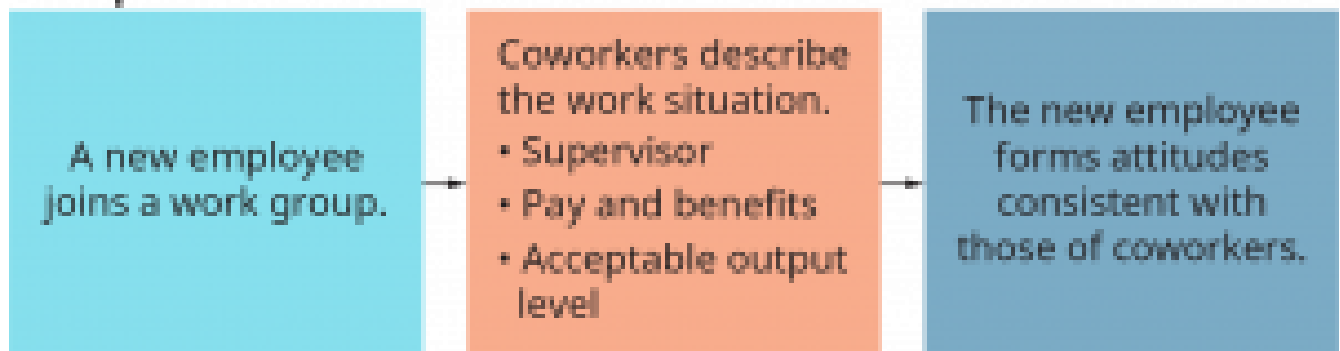 A new employee
joins a work group.
Coworkers describe
the work situation.
• Supervisor
• Pay and benefits
• Acceptable output
level
The new employee
forms attitudes
consistent with
those of coworkers.